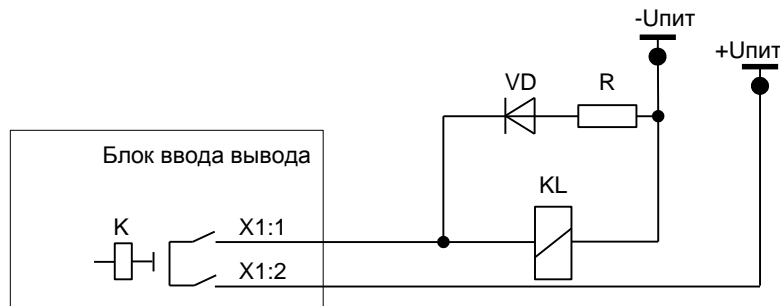 -Uпит
+Uпит
VD
R
Блок ввода вывода
KL
K
X1:1
X1:2